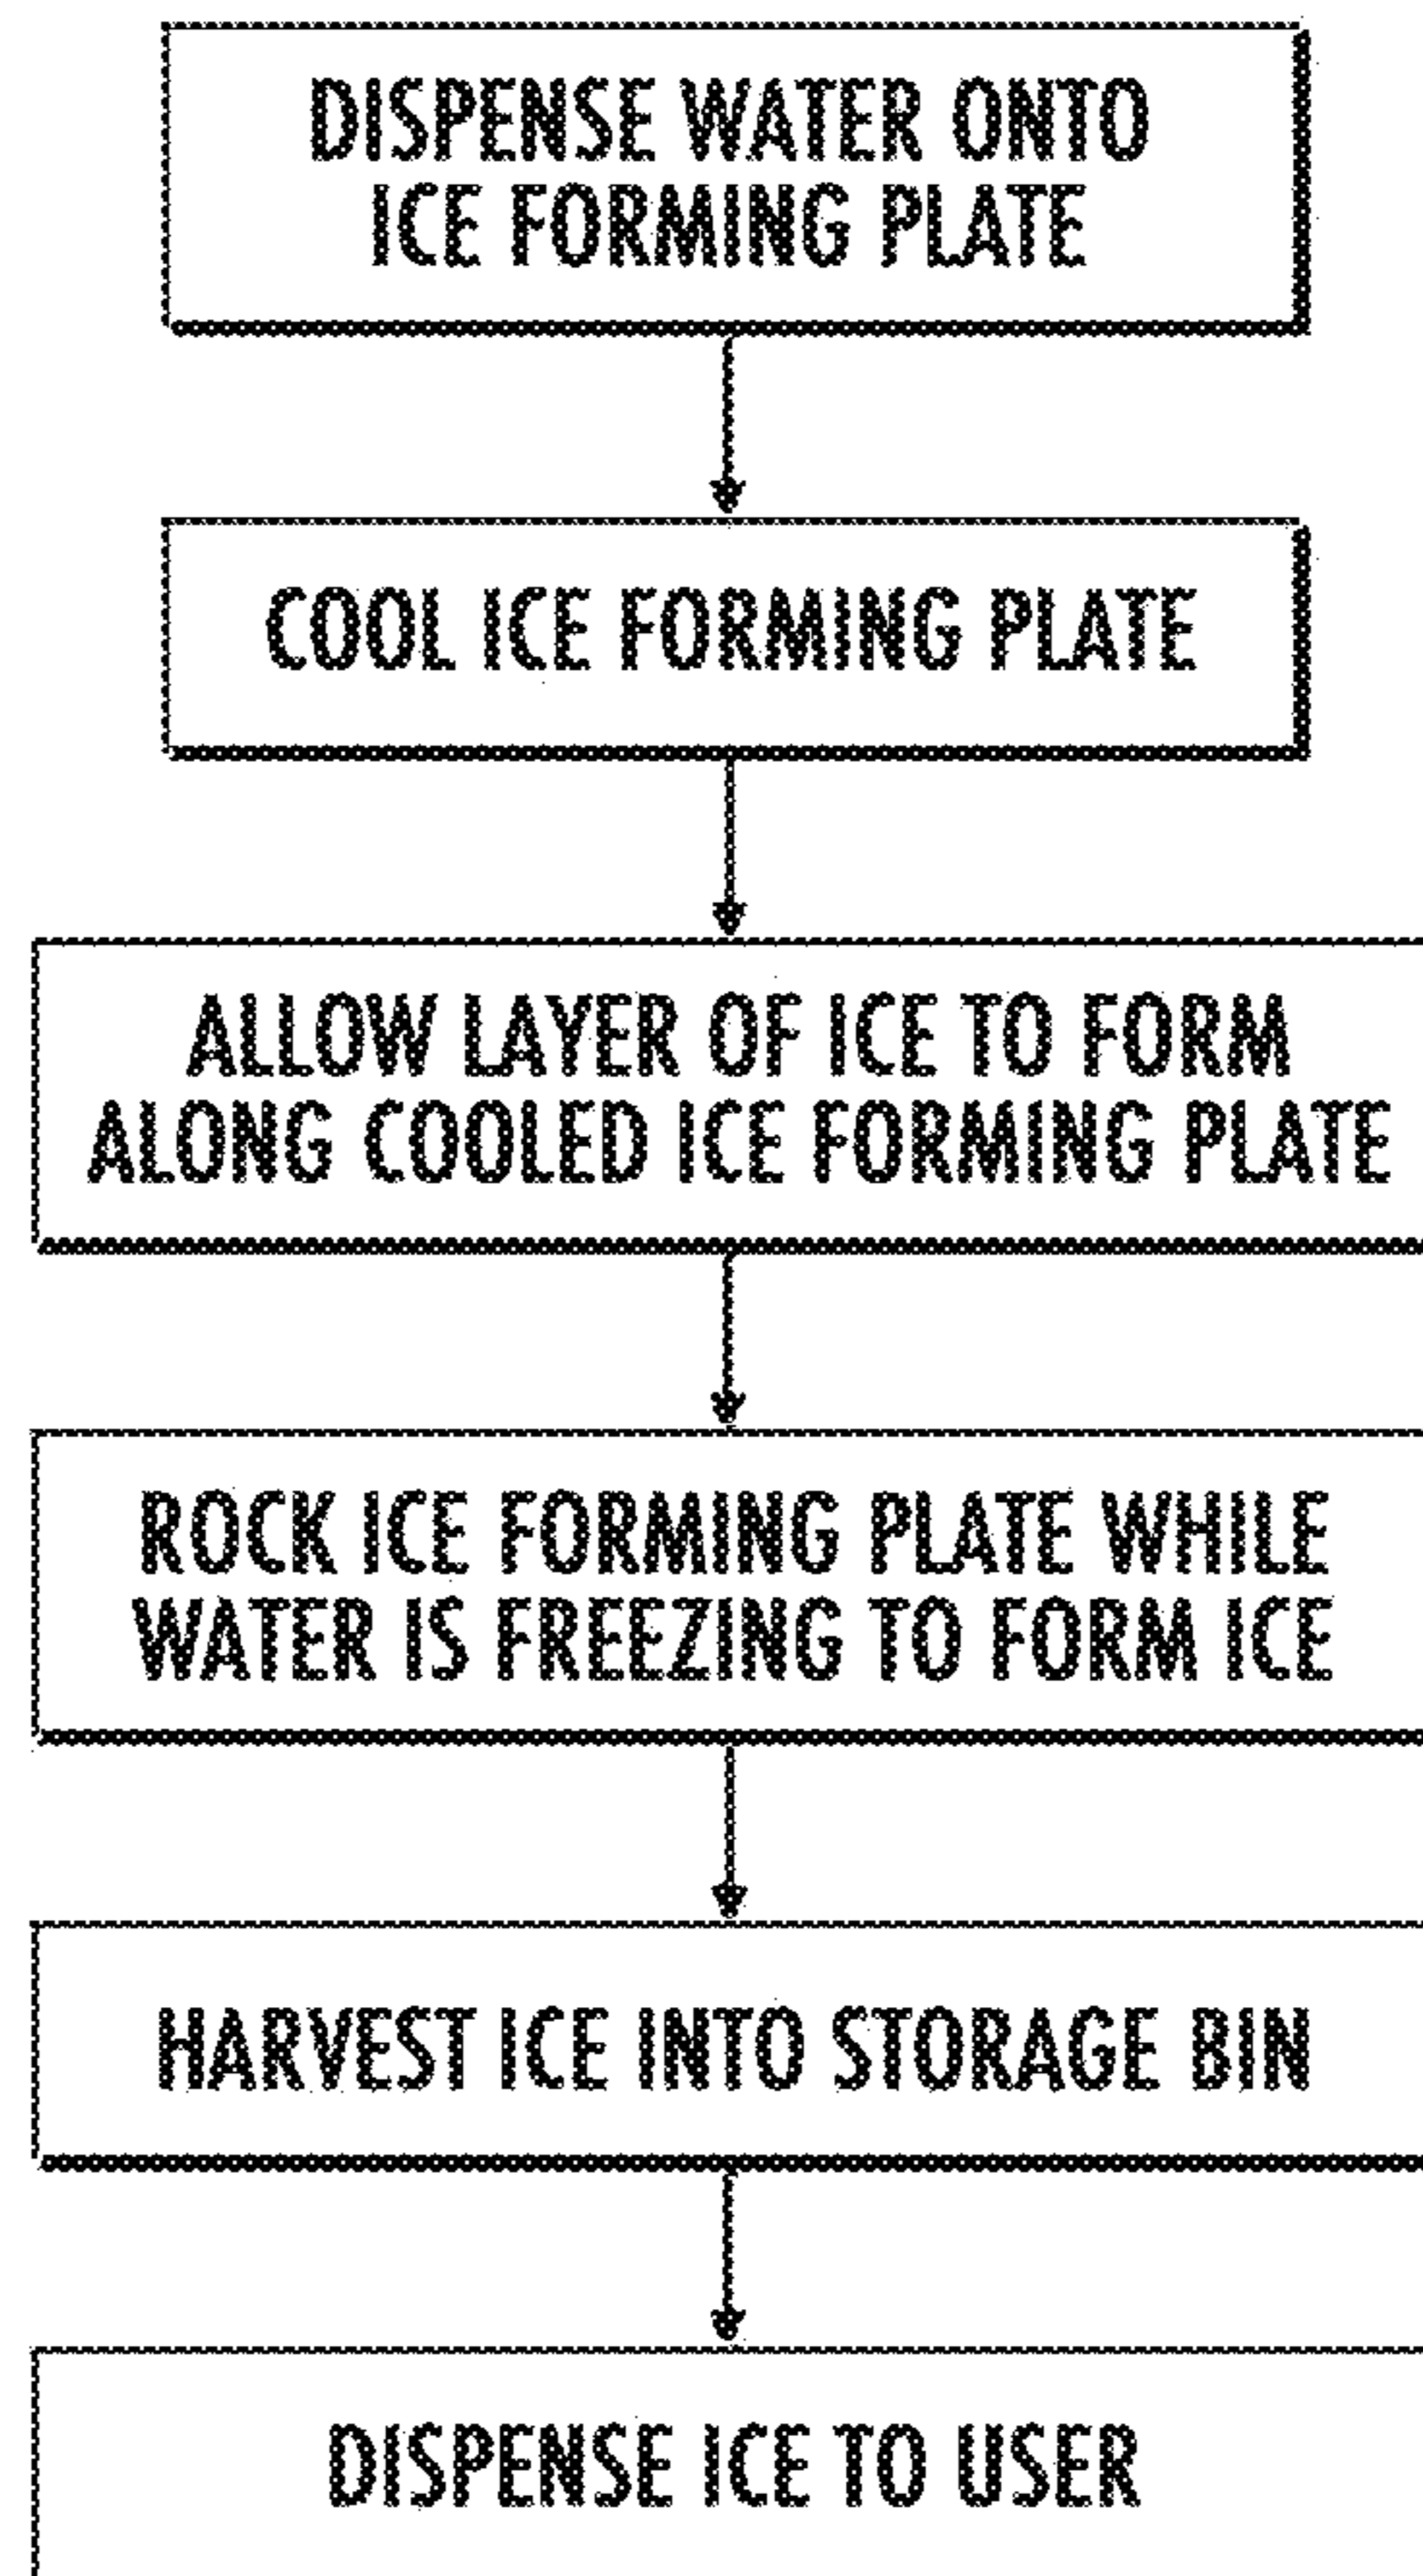 DISPENSE WATER ONTO
ICE FORMING PLATE
COOL ICE FORMING PLATE
ALLOW LAYER OF ICE TO FORM
ALONG COOLED ICE FORMING PLATE
ROCK ICE FORMING PLATE WHILE
WATER IS FREEZING TO FORM ICE
HARVEST ICE INTO STORAGE BIN
DISPENSE ICE TO USER